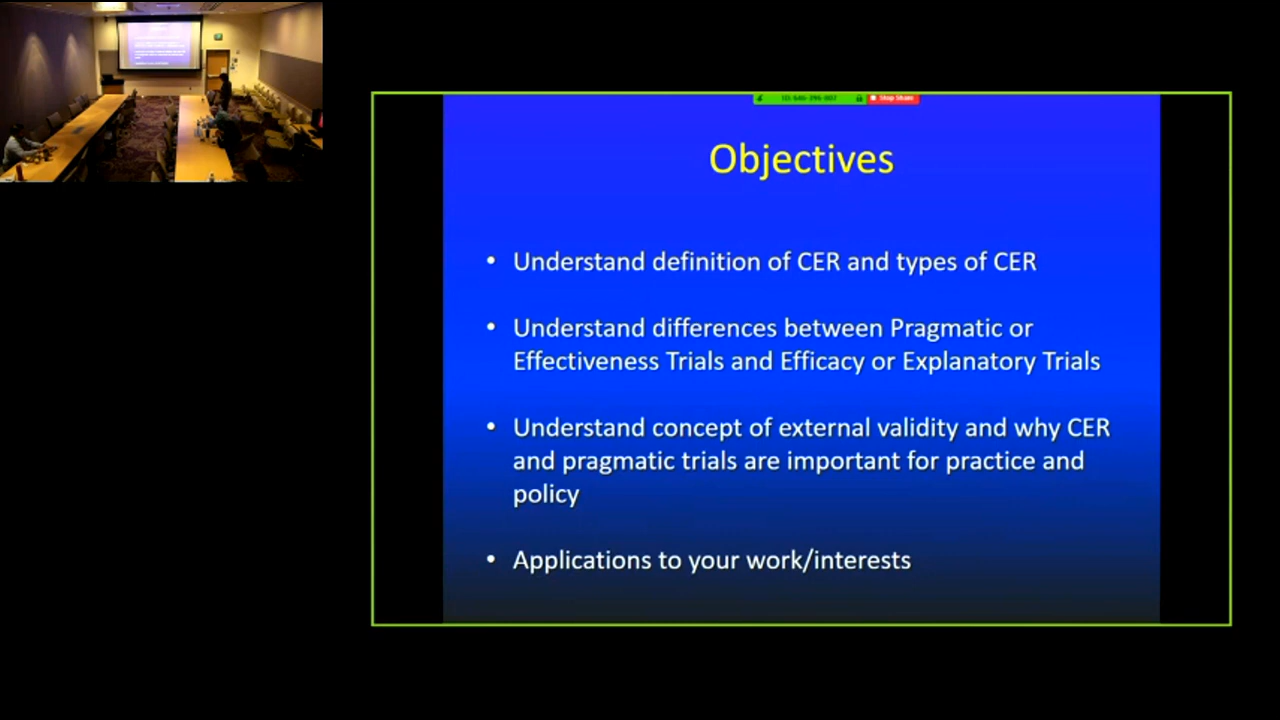 Stop Share
Objectives
• Understand definition of CER and types of CER
• Understand differences between Pragmatic or
Effectiveness Trials and Efficacy or Explanatory Trials
• Understand concept of external validity and why CER
and pragmatic trials are important for practice and
policy
• Applications to your work/interests